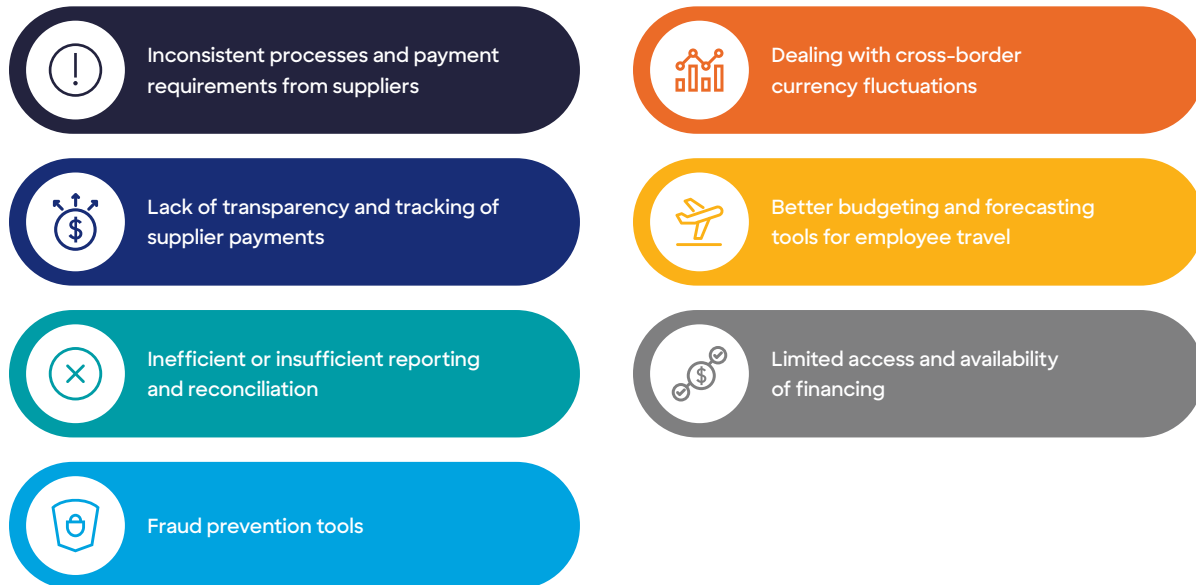 Inconsistent processes and payment
requirements from suppliers
Lack of transparency and tracking of
supplier payments
Inefficient or insufficient reporting
and reconciliation
Fraud prevention tools
Dealing with cross-border
currency fluctuations
Better budgeting and forecasting
tools for employee travel
Limited access and availability
of financing